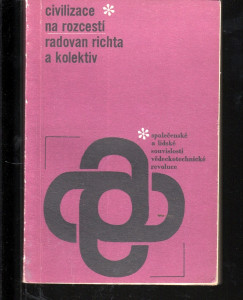 civilizace *
na rozcestí
radovan richta
a kolektiv
* společenské
a lidské
souvislosti
vědeckotechnické
revoluce